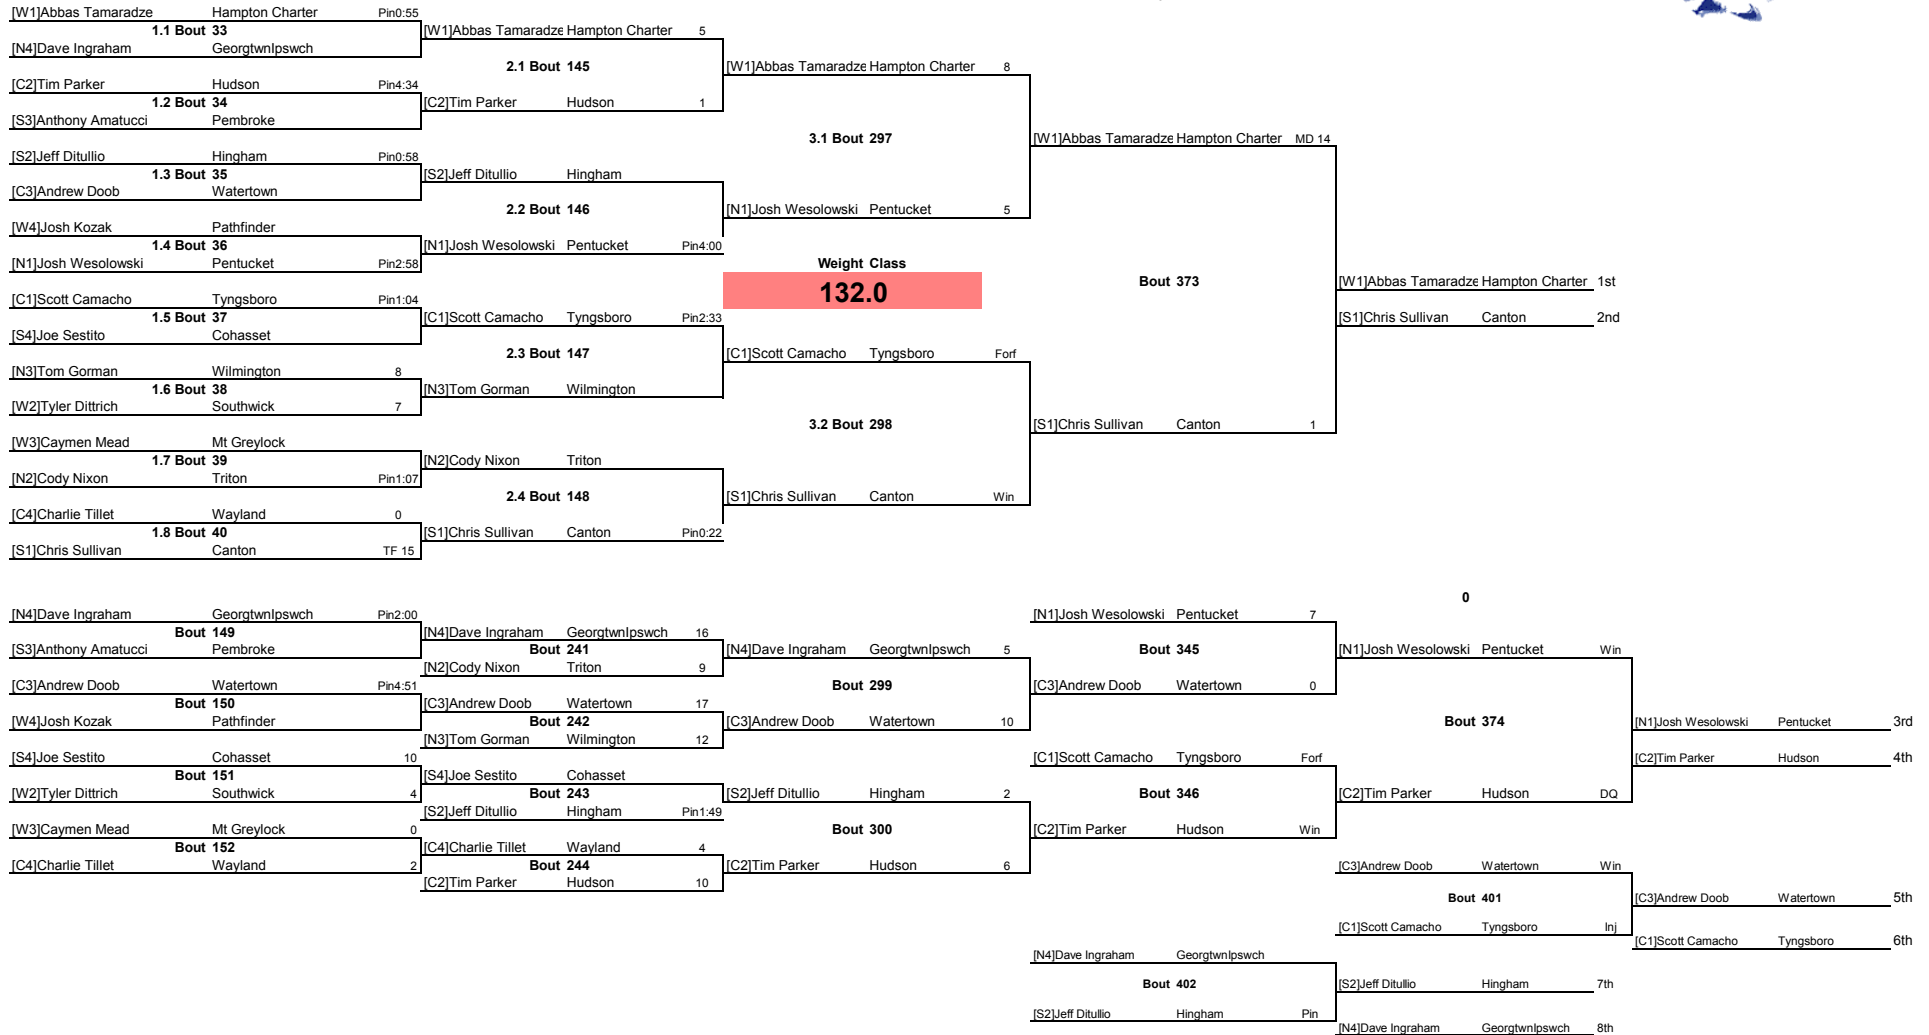 [W1]Abbas Tamaradze Hampton Charter Pin0:55
1.1 Bout 33
[N4]Dave Ingraham GeorgtwnIpswch
[C2]Tim Parker Hudson Pin4:34
1.2 Bout 34
[S3]Anthony Amatucci Pembroke
[S2]Jeff Ditullio Hingham Pin0:58
1.3 Bout 35
[C3]Andrew Doob Watertown
[W4]Josh Kozak Pathfinder
1.4 Bout 36
[N1]Josh Wesolowski Pentucket Pin2:58
[C1]Scott Camacho Tyngsboro Pin1:04
1.5 Bout 37
[S4]Joe Sestito Cohasset
[N3]Tom Gorman Wilmington 8
1.6 Bout 38
[W2]Tyler Dittrich Southwick 7
[W3]Caymen Mead Mt Greylock
1.7 Bout 39
[N2]Cody Nixon Triton Pin1:07
[C4]Charlie Tillet Wayland 0
1.8 Bout 40
[S1]Chris Sullivan Canton TF 15
[W1]Abbas Tamaradze Hampton Charter 5
2.1 Bout 145
[C2]Tim Parker Hudson 1
[S2]Jeff Ditullio Hingham
2.2 Bout 146
[N1]Josh Wesolowski Pentucket Pin4:00
[C1]Scott Camacho Tyngsboro Pin2:33
2.3 Bout 147
[N3]Tom Gorman Wilmington
[N2]Cody Nixon Triton
2.4 Bout 148
[S1]Chris Sullivan Canton Pin0:22
[W1]Abbas Tamaradze Hampton Charter 8
3.1 Bout 297
[N1]Josh Wesolowski Pentucket 5
Weight Class
132.0
[C1]Scott Camacho Tyngsboro Forf
3.2 Bout 298
[S1]Chris Sullivan Canton Win
[W1]Abbas Tamaradze Hampton Charter MD 14
Bout 373
[S1]Chris Sullivan Canton 1
[W1]Abbas Tamaradze Hampton Charter 1st
[S1]Chris Sullivan Canton 2nd
[N4]Dave Ingraham GeorgtwnIpswch Pin2:00
Bout 149
[S3]Anthony Amatucci Pembroke
[C3]Andrew Doob Watertown Pin4:51
Bout 150
[W4]Josh Kozak Pathfinder
[S4]Joe Sestito Cohasset 10
Bout 151
[W2]Tyler Dittrich Southwick 4
[W3]Caymen Mead Mt Greylock 0
Bout 152
[C4]Charlie Tillet Wayland 2
[N4]Dave Ingraham GeorgtwnIpswch 16
Bout 241
[N2]Cody Nixon Triton 9
[C3]Andrew Doob Watertown 17
Bout 242
[N3]Tom Gorman Wilmington 12
[S4]Joe Sestito Cohasset
Bout 243
[S2]Jeff Ditullio Hingham Pin1:49
[C4]Charlie Tillet Wayland 4
Bout 244
[C2]Tim Parker Hudson 10
[N4]Dave Ingraham GeorgtwnIpswch 5
Bout 299
[C3]Andrew Doob Watertown 10
[S2]Jeff Ditullio Hingham 2
Bout 300
[C2]Tim Parker Hudson 6
[N1]Josh Wesolowski Pentucket 7
Bout 345
[C3]Andrew Doob Watertown 0
[C1]Scott Camacho Tyngsboro Forf
Bout 346
[C2]Tim Parker Hudson Win
0
[N1]Josh Wesolowski Pentucket Win
Bout 374
[C2]Tim Parker Hudson DQ
[N1]Josh Wesolowski Pentucket 3rd
[C2]Tim Parker Hudson 4th
[C3]Andrew Doob Watertown Win
Bout 401
[C1]Scott Camacho Tyngsboro Inj
[C3]Andrew Doob Watertown 5th
[C1]Scott Camacho Tyngsboro 6th
[N4]Dave Ingraham GeorgtwnIpswch
Bout 402
[S2]Jeff Ditullio Hingham Pin
[S2]Jeff Ditullio Hingham 7th
[N4]Dave Ingraham GeorgtwnIpswch 8th